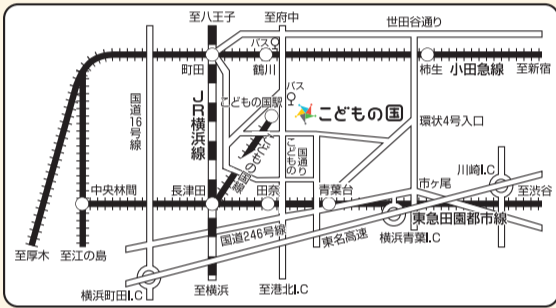 至八王子
至府中
世田谷通り
バス
町田
鶴川
柿生
小田急線
至新宿
国道16号線
JR横浜線
こどもの国駅
バス
こどもの国
こどもの国線
こどもの国通り
環状4号入口
川崎I.C
中央林間
長津田
田奈
青葉台
市ヶ尾
至渋谷
東急田園都市線
国道246号線
東名高速
横浜青葉I.C
至厚木
至江の島
横浜町田I.C
至横浜
至港北I.C